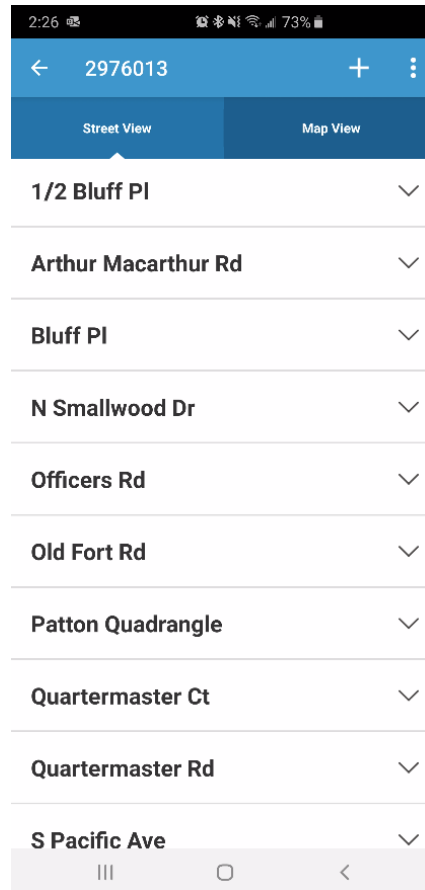 2:26 73%
2976013
Street View Map View
1/2 Bluff Pl
Arthur Macarthur Rd
Bluff Pl
N Smallwood Dr
Officers Rd
Old Fort Rd
Patton Quadrangle
Quartermaster Ct
Quartermaster Rd
S Pacific Ave